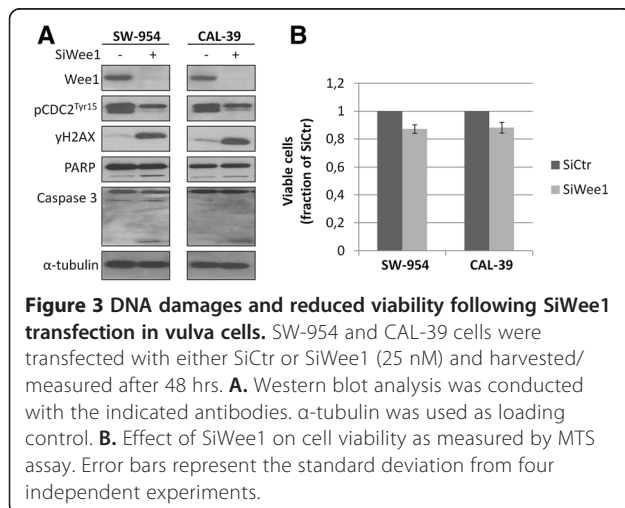 A
B
SW-954 CAL-39
SiWee1 - + - +
Wee1
pCDC2Tyr15
yH2AX
PARP
Caspase 3
α-tubulin
Viable cells
(fraction of SiCtr)
1,2
1
0,8
0,6
0,4
0,2
0
SW-954 CAL-39
SiCtr
SiWee1
Figure 3 DNA damages and reduced viability following SiWee1
transfection in vulva cells. SW-954 and CAL-39 cells were
transfected with either SiCtr or SiWee1 (25 nM) and harvested/
measured after 48 hrs. A. Western blot analysis was conducted
with the indicated antibodies. α-tubulin was used as loading
control. B. Effect of SiWee1 on cell viability as measured by MTS
assay. Error bars represent the standard deviation from four
independent experiments.